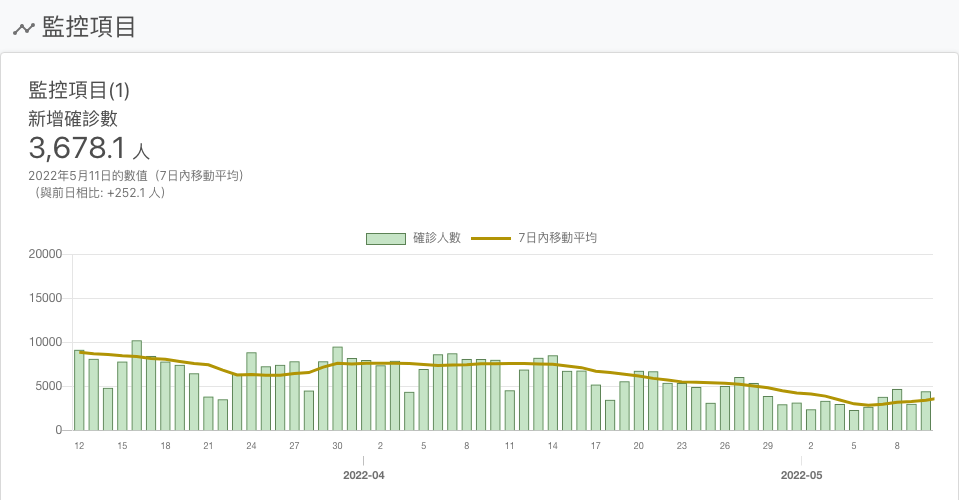 監控項目
監控項目(1)
新增確診數
3,678.1 人
2022年5月11日的數值（7日內移動平均）
（與前日相比: +252.1 人）
確診人數 7日內移動平均
20000
15000
10000
5000
0
12 15 18 21 24 27 30 2 5 8 11 14 17 20 23 26 29 2 5 8
2022-04 2022-05